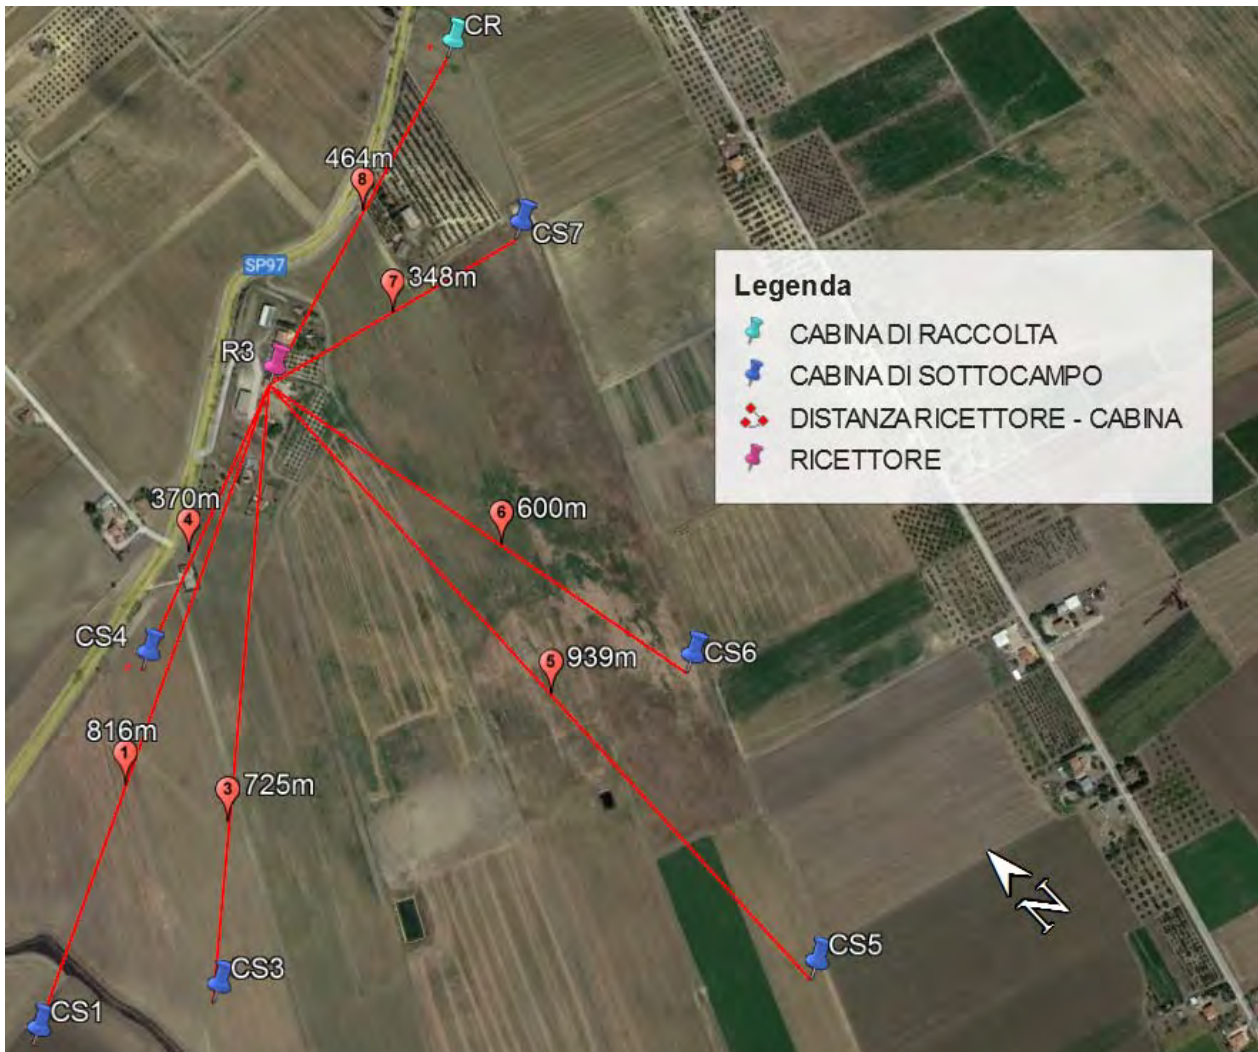 CR
464m
8
CS7
SP97
7
348m
R3
Legenda
CABINA DI RACCOLTA
CABINA DI SOTTOCAMPO
DISTANZA RICETTORE - CABINA
RICETTORE
370m
4
6
600m
CS4
CS6
5
939m
816m
1
3
725m
N
CS5
CS3
CS1